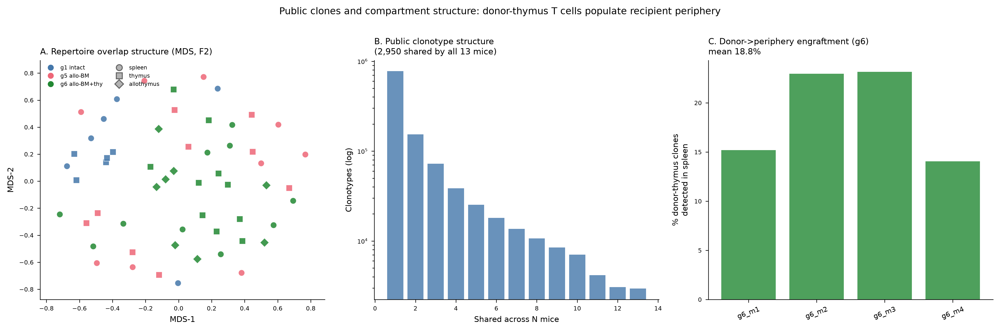 Public clones and compartment structure: donor-thymus T cells populate recipient periphery
A. Repertoire overlap structure (MDS, F2)
g1 intact
g5 allo-BM
g6 allo-BM+thy
spleen
thymus
allothymus
0.8
0.6
0.4
0.2
0.0
−0.2
−0.4
−0.6
−0.8
MDS-2
−0.8
−0.6
−0.4
−0.2
0.0
0.2
0.4
0.6
0.8
MDS-1
B. Public clonotype structure
(2,950 shared by all 13 mice)
10⁶
10⁵
10⁴
Clonotypes (log)
0
2
4
6
8
10
12
14
Shared across N mice
C. Donor->periphery engraftment (g6)
mean 18.8%
20
15
10
5
0
% donor-thymus clones
detected in spleen
g6_m1
g6_m2
g6_m3
g6_m4